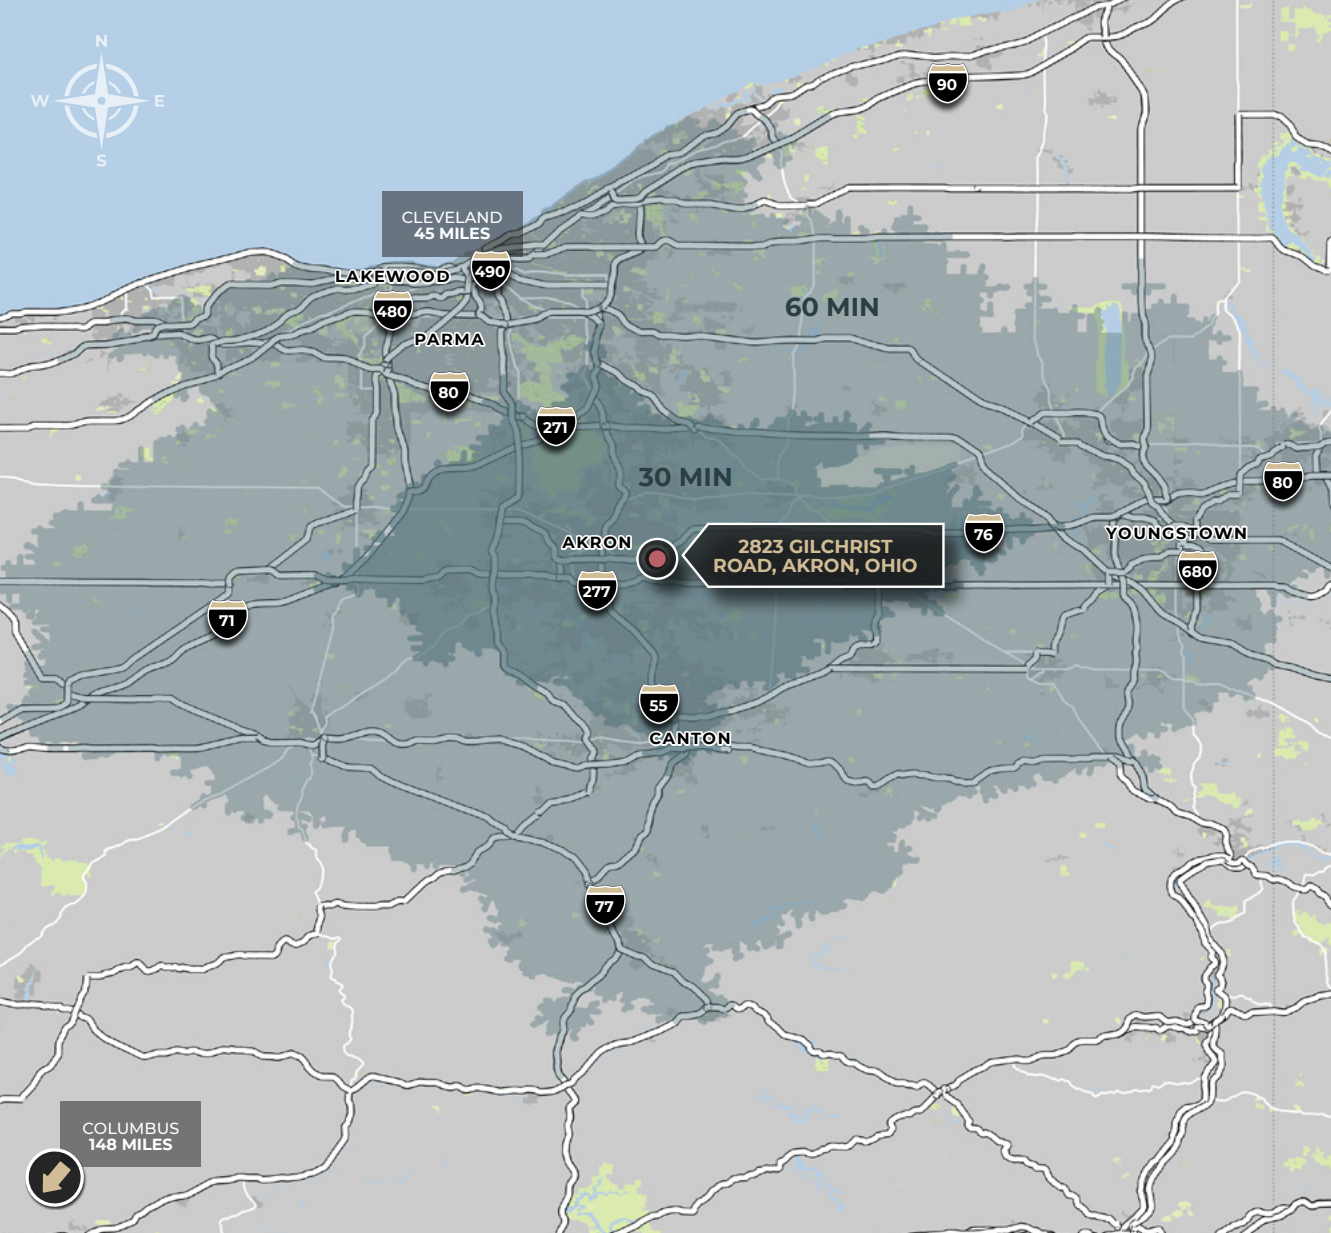 N
W E
S
90
CLEVELAND
45 MILES
490
LAKEWOOD
480
60 MIN
PARMA
80
271
30 MIN
80
76
YOUNGSTOWN
AKRON
2823 GILCHRIST
ROAD, AKRON, OHIO
680
277
71
55
CANTON
77
COLUMBUS
148 MILES